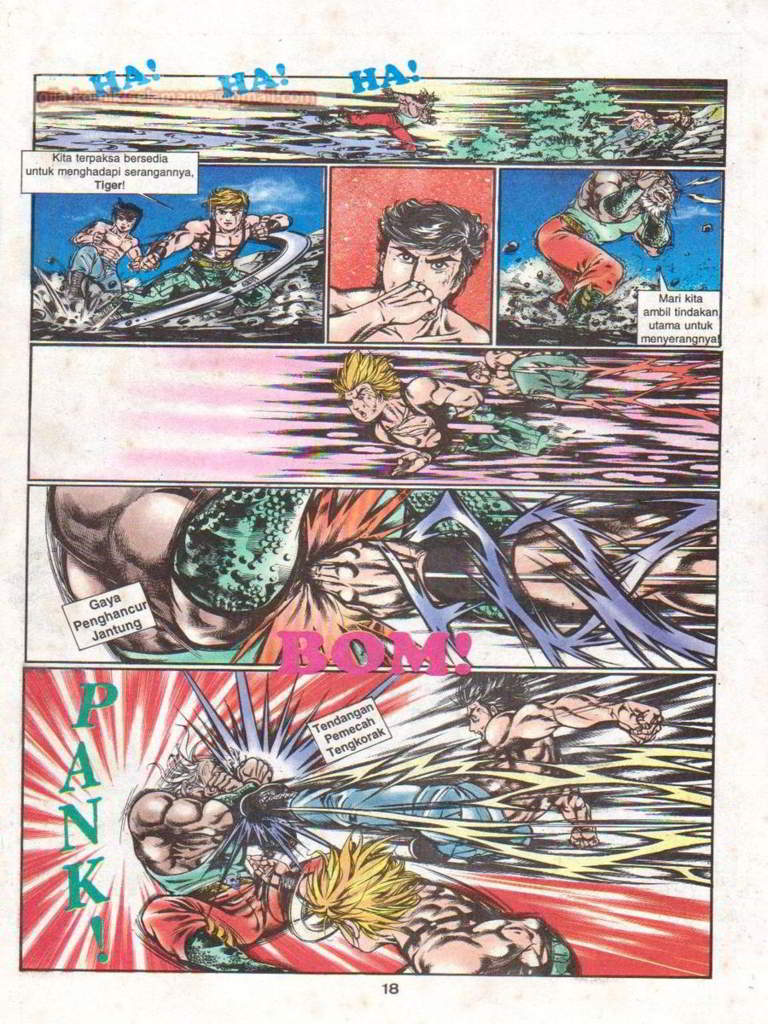 HA! HA! HA!
Kita terpaksa bersedia
untuk menghadapi serangannya,
Tiger!
Mari kita
ambil tindakan
utama untuk
menyerangnya!
Gaya
Penghancur
Jantung
BOM!
Tendangan
Pemecah
Tengkorak
PANK!
18